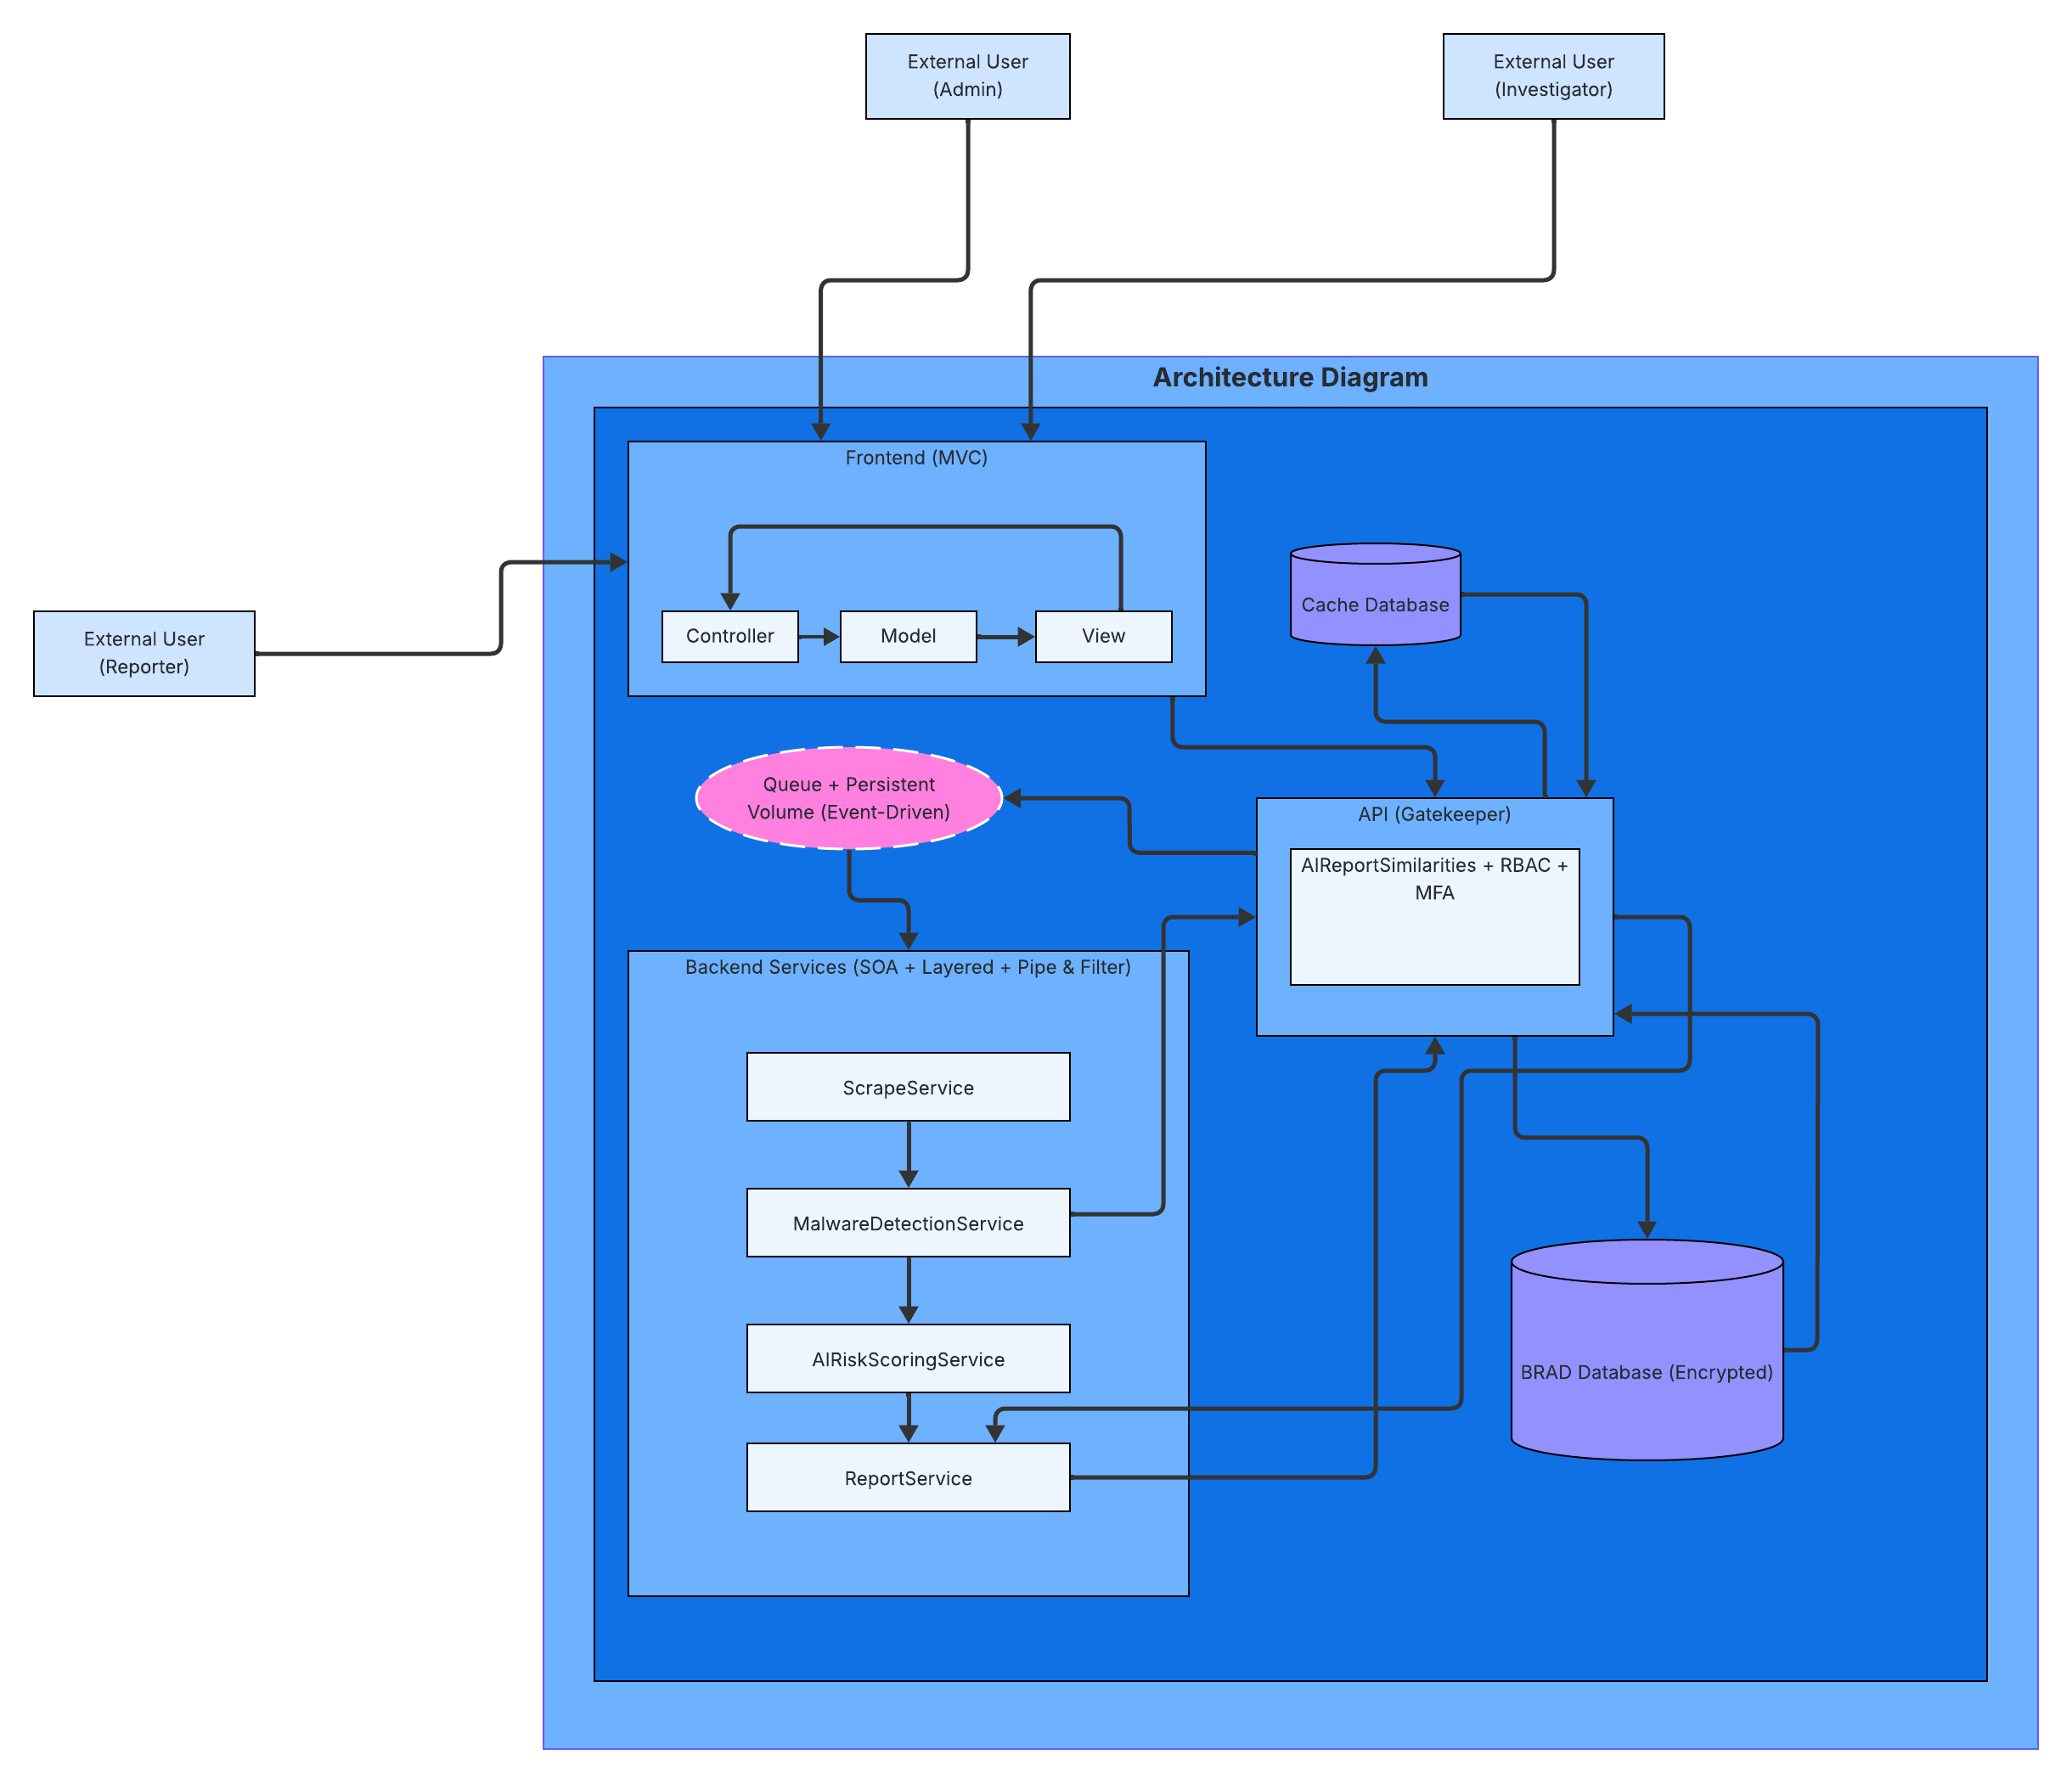 External User
(Admin)
External User
(Investigator)
Architecture Diagram
Frontend (MVC)
Controller
Model
View
Cache Database
External User
(Reporter)
Queue + Persistent
Volume (Event-Driven)
API (Gatekeeper)
AIReportSimilarities + RBAC +
MFA
Backend Services (SOA + Layered + Pipe & Filter)
ScrapeService
MalwareDetectionService
AIRiskScoringService
BRAD Database (Encrypted)
ReportService